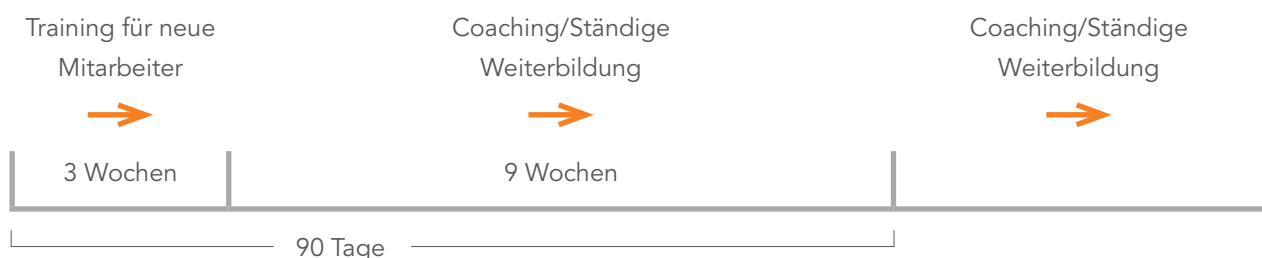 Training für neue
Mitarbeiter
Coaching/Ständige
Weiterbildung
Coaching/Ständige
Weiterbildung
3 Wochen
9 Wochen
90 Tage